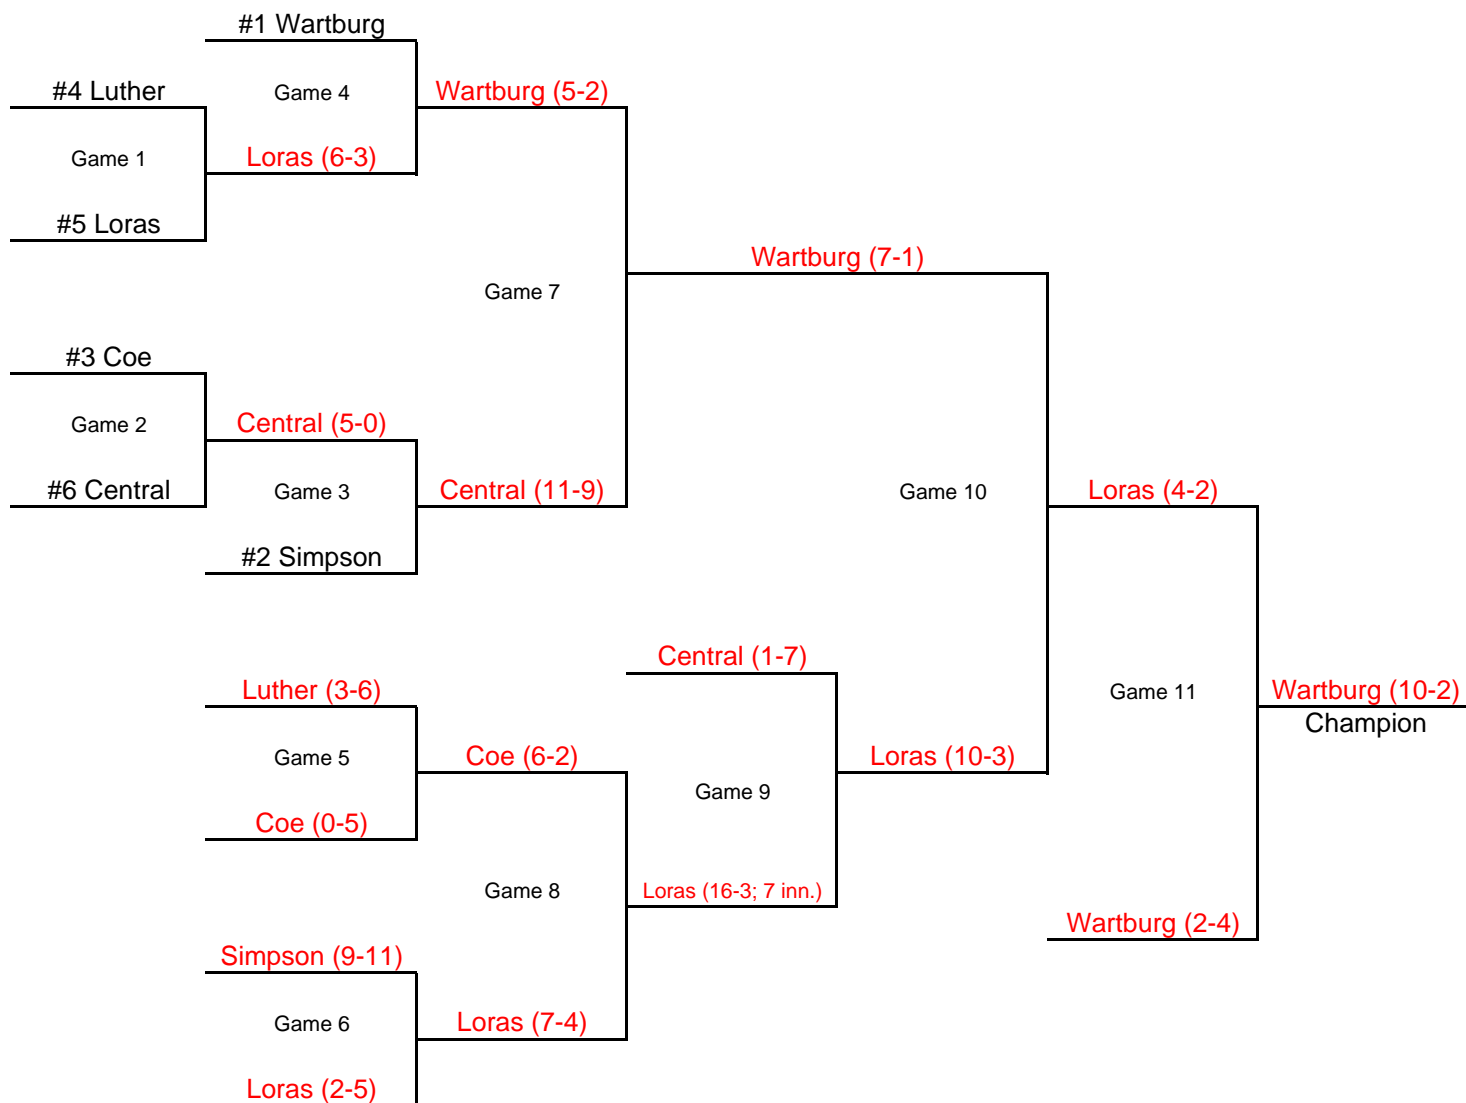 #1 Wartburg
#4 Luther
Game 4
Wartburg (5-2)
Game 1
Loras (6-3)
#5 Loras
Wartburg (7-1)
Game 7
#3 Coe
Game 2
Central (5-0)
#6 Central
Game 3
Central (11-9)
Game 10
Loras (4-2)
#2 Simpson
Central (1-7)
Luther (3-6)
Game 11
Wartburg (10-2)
Champion
Game 5
Coe (6-2)
Loras (10-3)
Game 9
Coe (0-5)
Game 8
Loras (16-3; 7 inn.)
Wartburg (2-4)
Simpson (9-11)
Game 6
Loras (7-4)
Loras (2-5)